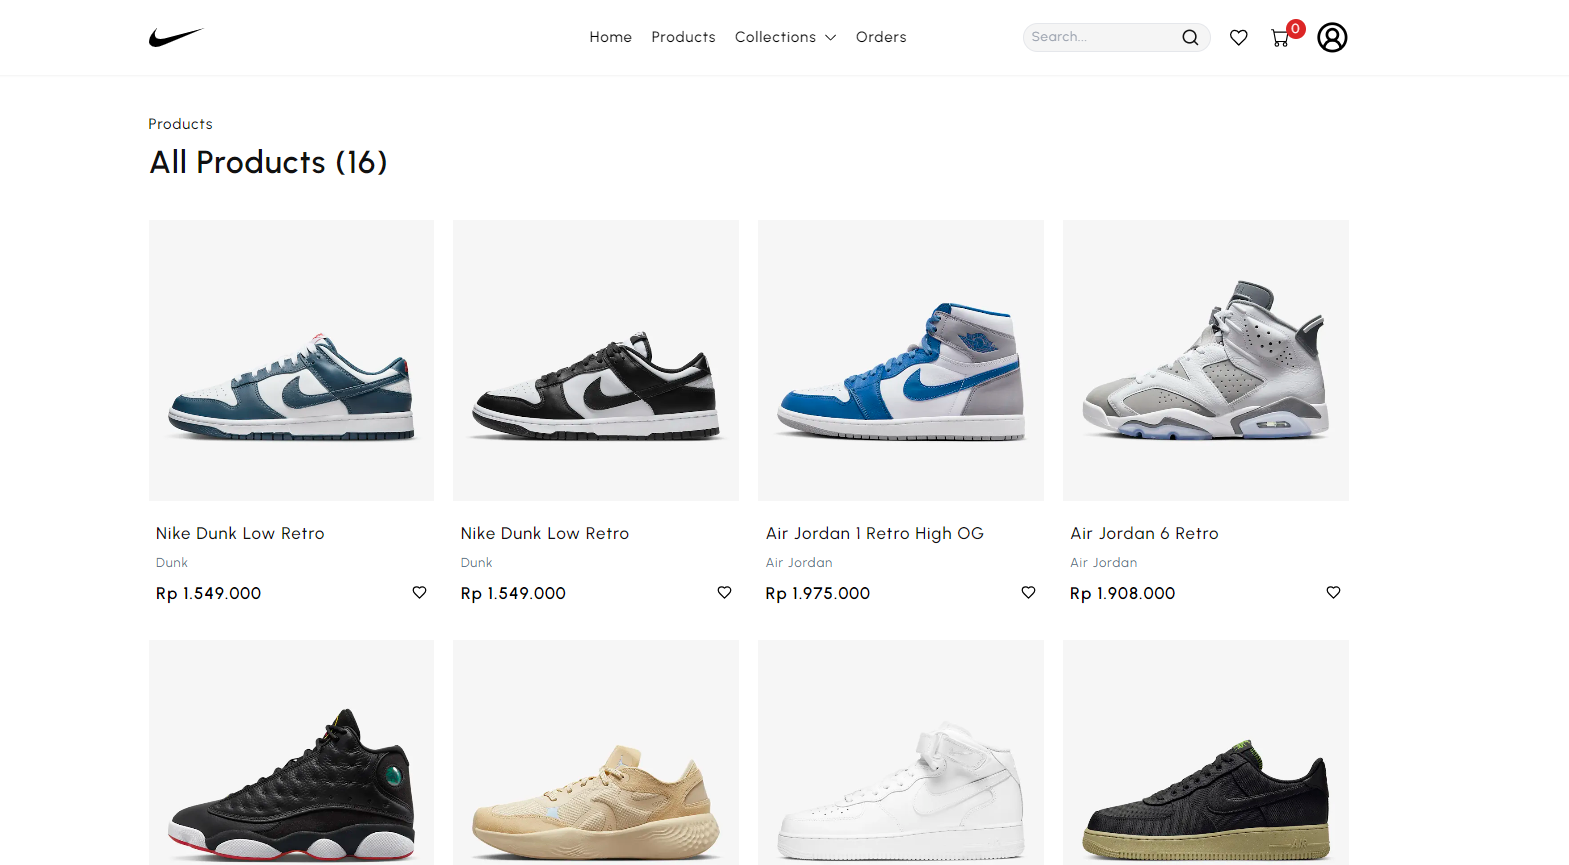 Home Products Collections Orders Search... 0
Products
All Products (16)
Nike Dunk Low Retro
Dunk
Rp 1.549.000
Nike Dunk Low Retro
Dunk
Rp 1.549.000
Air Jordan 1 Retro High OG
Air Jordan
Rp 1.975.000
Air Jordan 6 Retro
Air Jordan
Rp 1.908.000